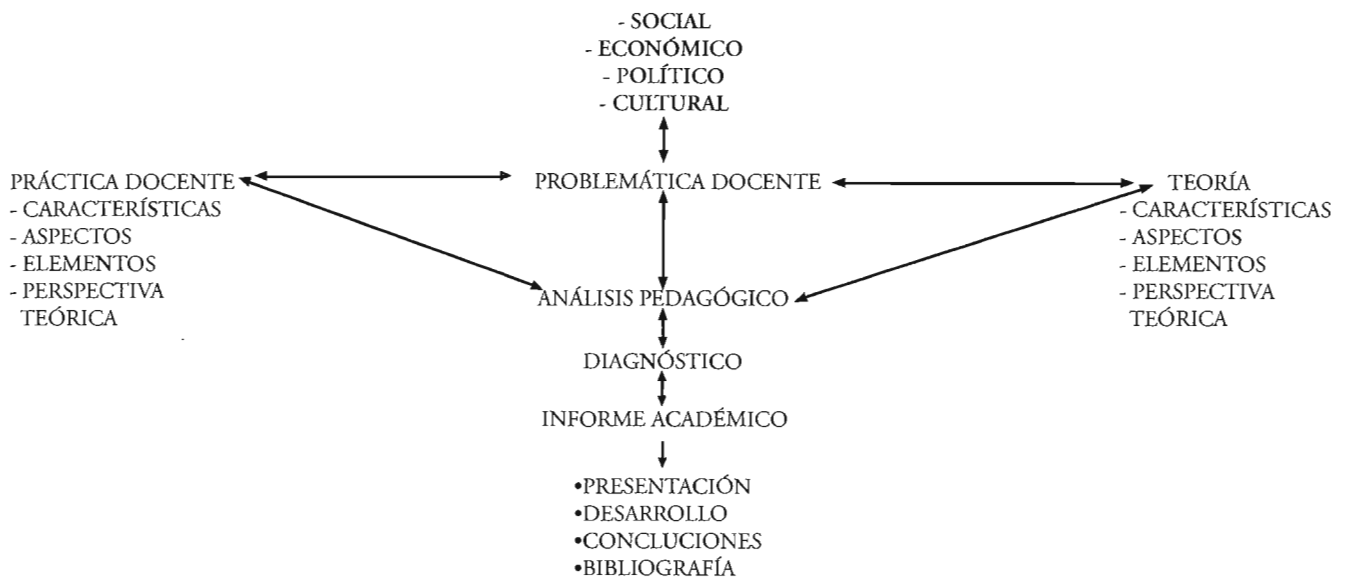 - SOCIAL
- ECONÓMICO
- POLÍTICO
- CULTURAL
PRÁCTICA DOCENTE
- CARACTERÍSTICAS
- ASPECTOS
- ELEMENTOS
- PERSPECTIVA
TEÓRICA
PROBLEMÁTICA DOCENTE
TEORÍA
- CARACTERÍSTICAS
- ASPECTOS
- ELEMENTOS
- PERSPECTIVA
TEÓRICA
ANÁLISIS PEDAGÓGICO
DIAGNÓSTICO
INFORME ACADÉMICO
•PRESENTACIÓN
•DESARROLLO
•CONCLUCIONES
•BIBLIOGRAFÍA